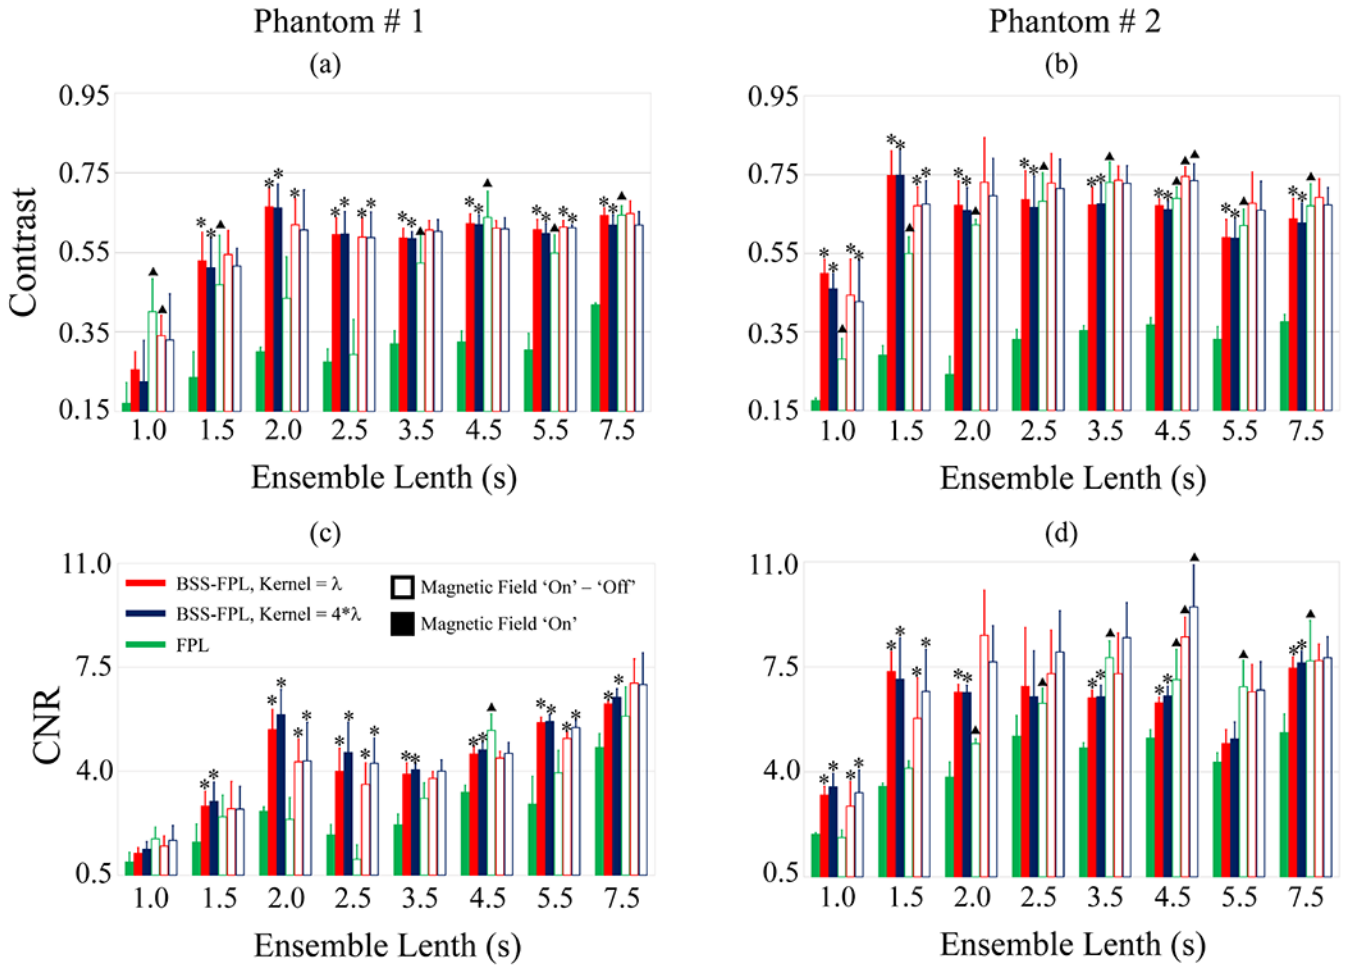 Phantom # 1
Phantom # 2
(a)
(b)
Contrast
0.95
0.75
0.55
0.35
0.15
1.0 1.5 2.0 2.5 3.5 4.5 5.5 7.5
Ensemble Lenth (s)
0.95
0.75
0.55
0.35
0.15
1.0 1.5 2.0 2.5 3.5 4.5 5.5 7.5
Ensemble Lenth (s)
(c)
(d)
CNR
11.0
7.5
4.0
0.5
BSS-FPL, Kernel = λ
BSS-FPL, Kernel = 4*λ
FPL
Magnetic Field ‘On’ – ‘Off’
Magnetic Field ‘On’
1.0 1.5 2.0 2.5 3.5 4.5 5.5 7.5
Ensemble Lenth (s)
11.0
7.5
4.0
0.5
1.0 1.5 2.0 2.5 3.5 4.5 5.5 7.5
Ensemble Lenth (s)